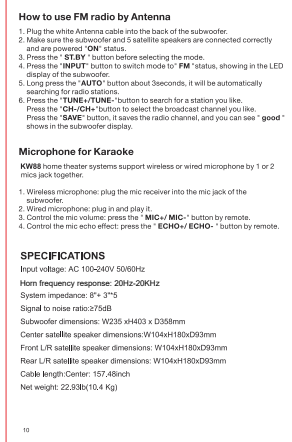 How to use FM radio by Antenna
1. Plug the white Antenna cable into the back of the subwoofer.
2. Make sure the subwoofer and 5 satellite speakers are connected correctly
and are powered "ON" status.
3. Press the " ST.BY " button before selecting the mode.
4. Press the "INPUT" button to switch mode to" FM "status, showing in the LED
display of the subwoofer.
5. Long press the "AUTO" button about 3seconds, it will be automatically
searching for radio stations.
6. Press the "TUNE+/TUNE-"button to search for a station you like.
Press the "CH-/CH+"button to select the broadcast channel you like.
Press the "SAVE" button, it saves the radio channel, and you can see " good "
shows in the subwoofer display.
Microphone for Karaoke
KW88 home theater systems support wireless or wired microphone by 1 or 2
mics jack together.
1. Wireless microphone: plug the mic receiver into the mic jack of the
subwoofer.
2. Wired microphone: plug in and play it.
3. Control the mic volume: press the " MIC+/ MIC-" button by remote.
4. Control the mic echo effect: press the " ECHO+/ ECHO- " button by remote.
SPECIFICATIONS
Input voltage: AC 100-240V 50/60Hz
Horn frequency response: 20Hz-20KHz
System impedance: 8"+ 3"*5
Signal to noise ratio:≥75dB
Subwoofer dimensions: W235 xH403 x D358mm
Center satellite speaker dimensions:W104xH180xD93mm
Front L/R satellite speaker dimensions: W104xH180xD93mm
Rear L/R satellite speaker dimensions: W104xH180xD93mm
Cable length:Center: 157.48inch
Net weight: 22.93lb(10.4 Kg)
10